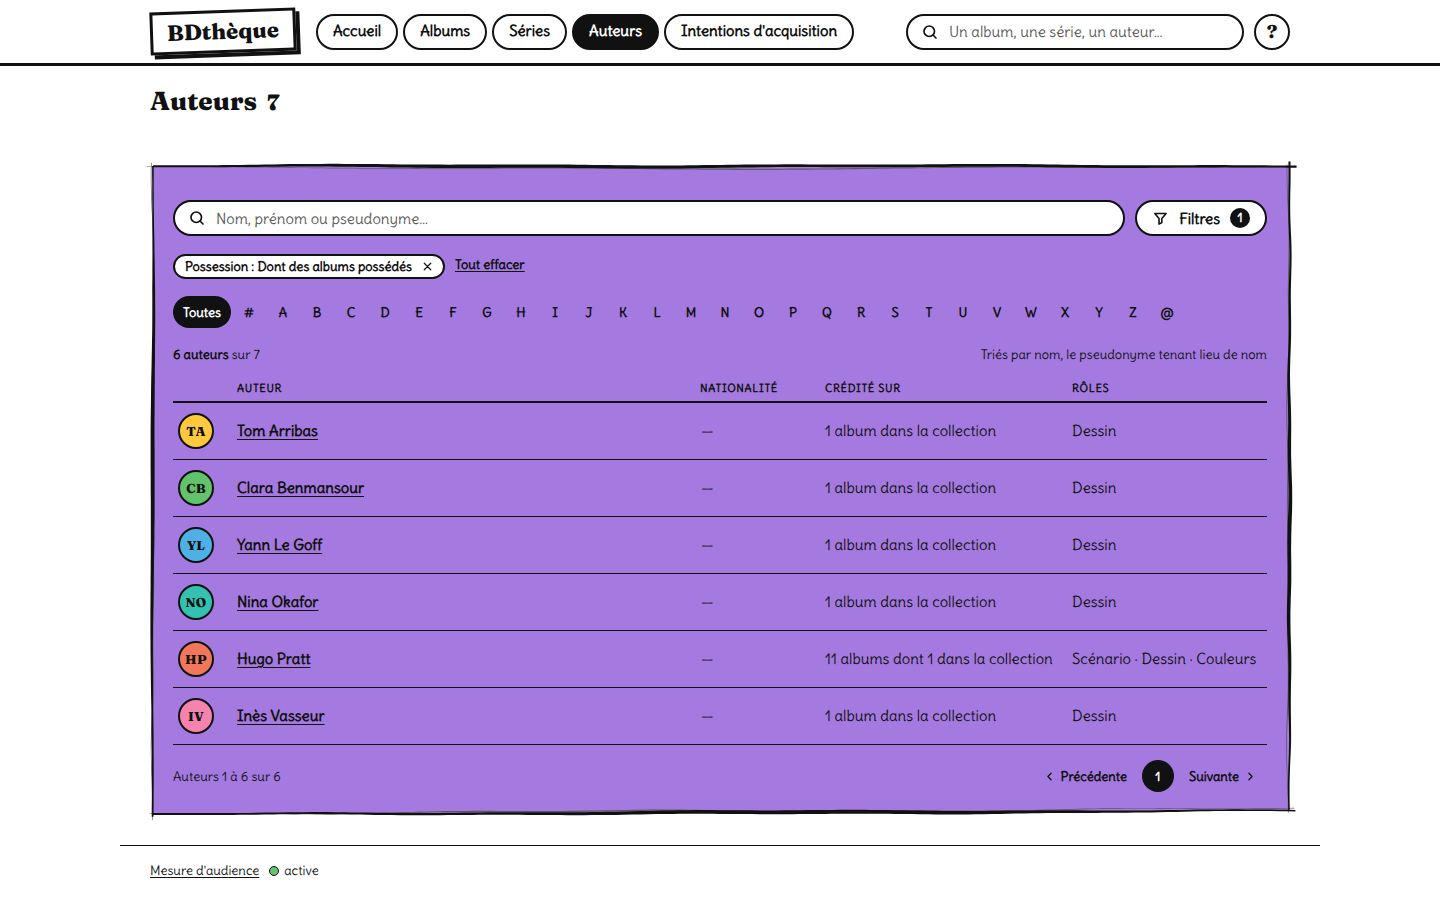 BDthèque
Accueil
Albums
Séries
Auteurs
Intentions d'acquisition
Un album, une série, un auteur...
?
Auteurs 7
Nom, prénom ou pseudonyme...
Filtres 1
Possession : Dont des albums possédés ×
Tout effacer
Toutes # A B C D E F G H I J K L M N O P Q R S T U V W X Y Z @
6 auteurs sur 7
Triés par nom, le pseudonyme tenant lieu de nom
AUTEUR NATIONALITÉ CRÉDITÉ SUR RÔLES
TA Tom Arribas — 1 album dans la collection Dessin
CB Clara Benmansour — 1 album dans la collection Dessin
YL Yann Le Goff — 1 album dans la collection Dessin
NO Nina Okafor — 1 album dans la collection Dessin
HP Hugo Pratt — 11 albums dont 1 dans la collection Scénario · Dessin · Couleurs
IV Inès Vasseur — 1 album dans la collection Dessin
Auteurs 1 à 6 sur 6
‹ Précédente 1 Suivante ›
Mesure d'audience active